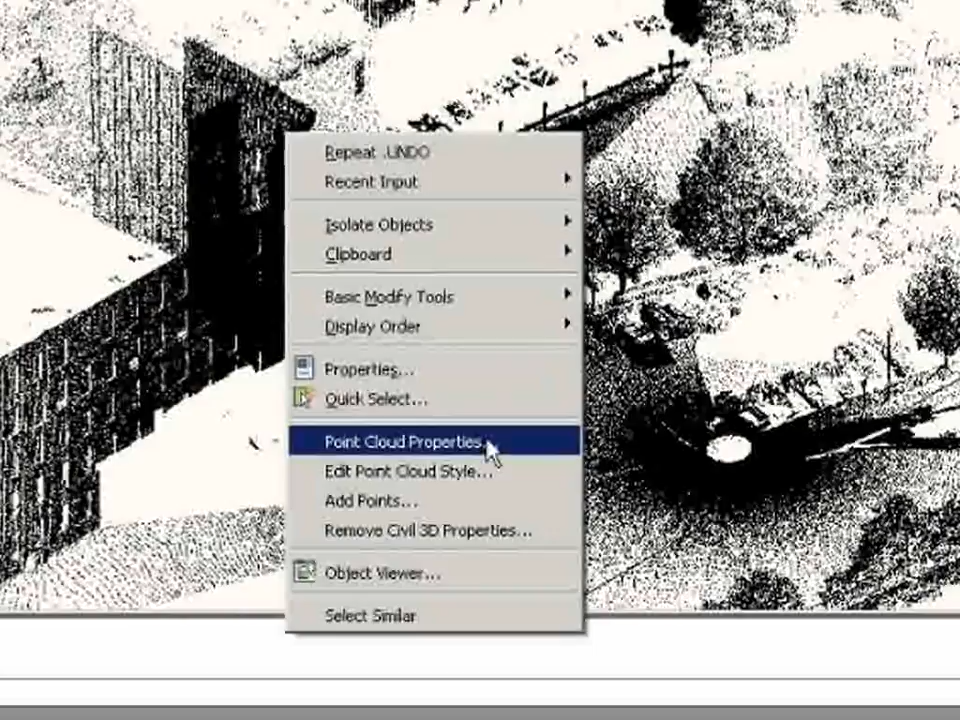 Repeat .UNDO
Recent Input
Isolate Objects
Clipboard
Basic Modify Tools
Display Order
Properties...
Quick Select...
Point Cloud Properties...
Edit Point Cloud Style...
Add Points...
Remove Civil 3D Properties...
Object Viewer...
Select Similar